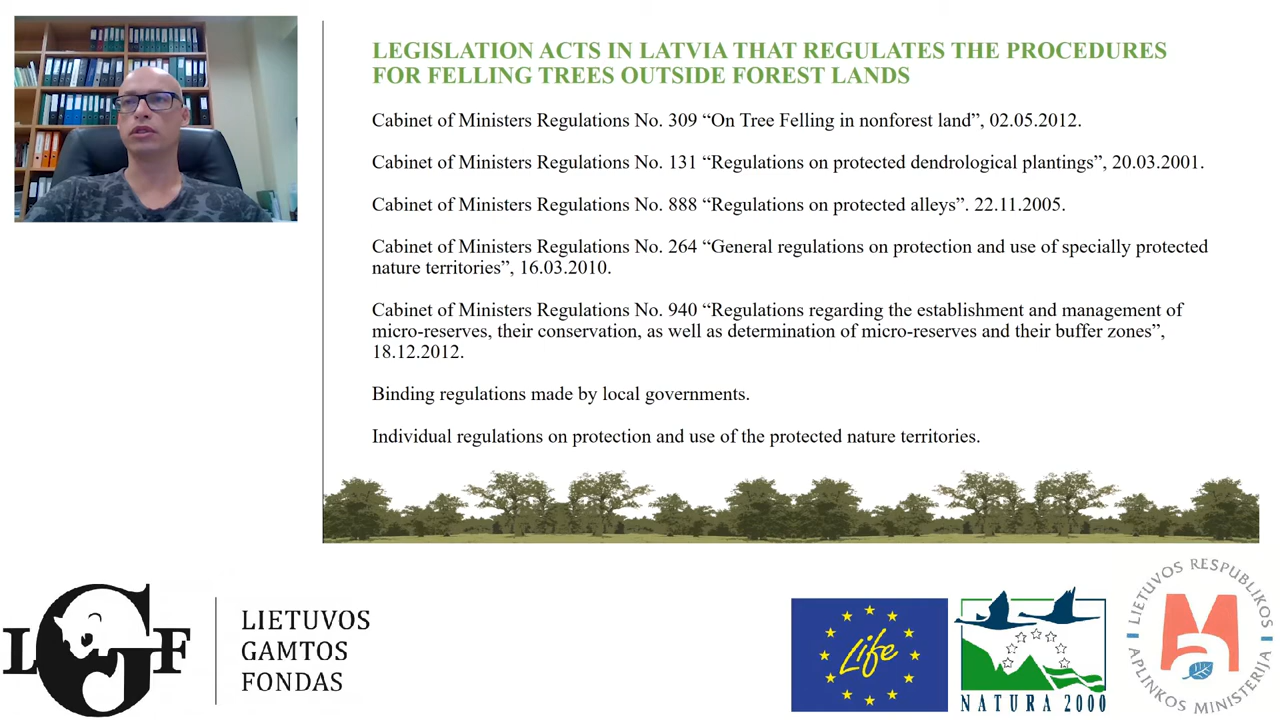 LEGISLATION ACTS IN LATVIA THAT REGULATES THE PROCEDURES
FOR FELLING TREES OUTSIDE FOREST LANDS
Cabinet of Ministers Regulations No. 309 “On Tree Felling in nonforest land”, 02.05.2012.
Cabinet of Ministers Regulations No. 131 “Regulations on protected dendrological plantings”, 20.03.2001.
Cabinet of Ministers Regulations No. 888 “Regulations on protected alleys”. 22.11.2005.
Cabinet of Ministers Regulations No. 264 “General regulations on protection and use of specially protected
nature territories”, 16.03.2010.
Cabinet of Ministers Regulations No. 940 “Regulations regarding the establishment and management of
micro-reserves, their conservation, as well as determination of micro-reserves and their buffer zones”,
18.12.2012.
Binding regulations made by local governments.
Individual regulations on protection and use of the protected nature territories.
LGF
LIETUVOS
GAMTOS
FONDAS
Life
NATURA 2000
LIETUVOS RESPUBLIKOS
APLINKOS MINISTERIJA